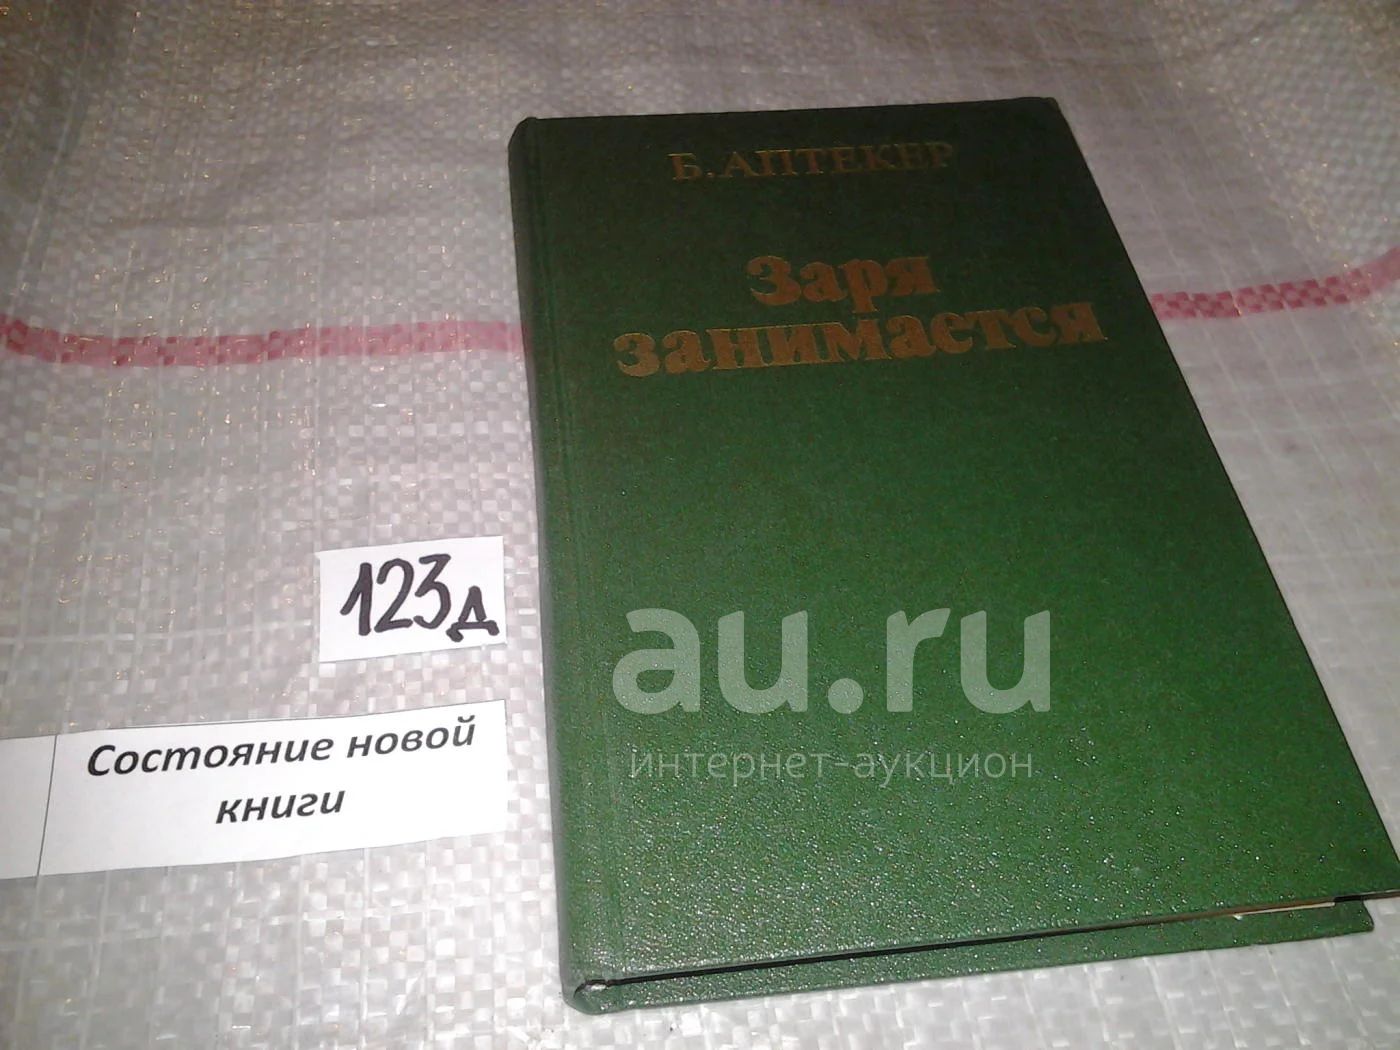 Б. АПТЕКЕР
Заря
занимается
123д
Состояние новой
книги
au.ru
интернет-аукцион